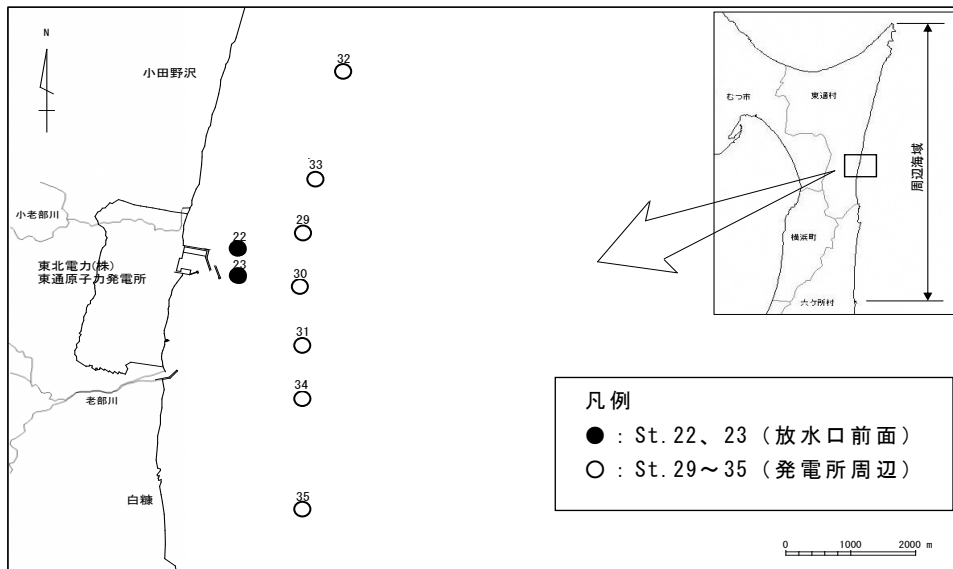 N
小田野沢
32
33
小老部川
29
22
23
東北電力(株)
東通原子力発電所
30
31
34
老部川
白糠
35
むつ市
東通村
周辺海域
横浜町
六ケ所村
凡例
● : St.22、23 (放水口前面)
○ : St.29～35 (発電所周辺)
0 1000 2000 m